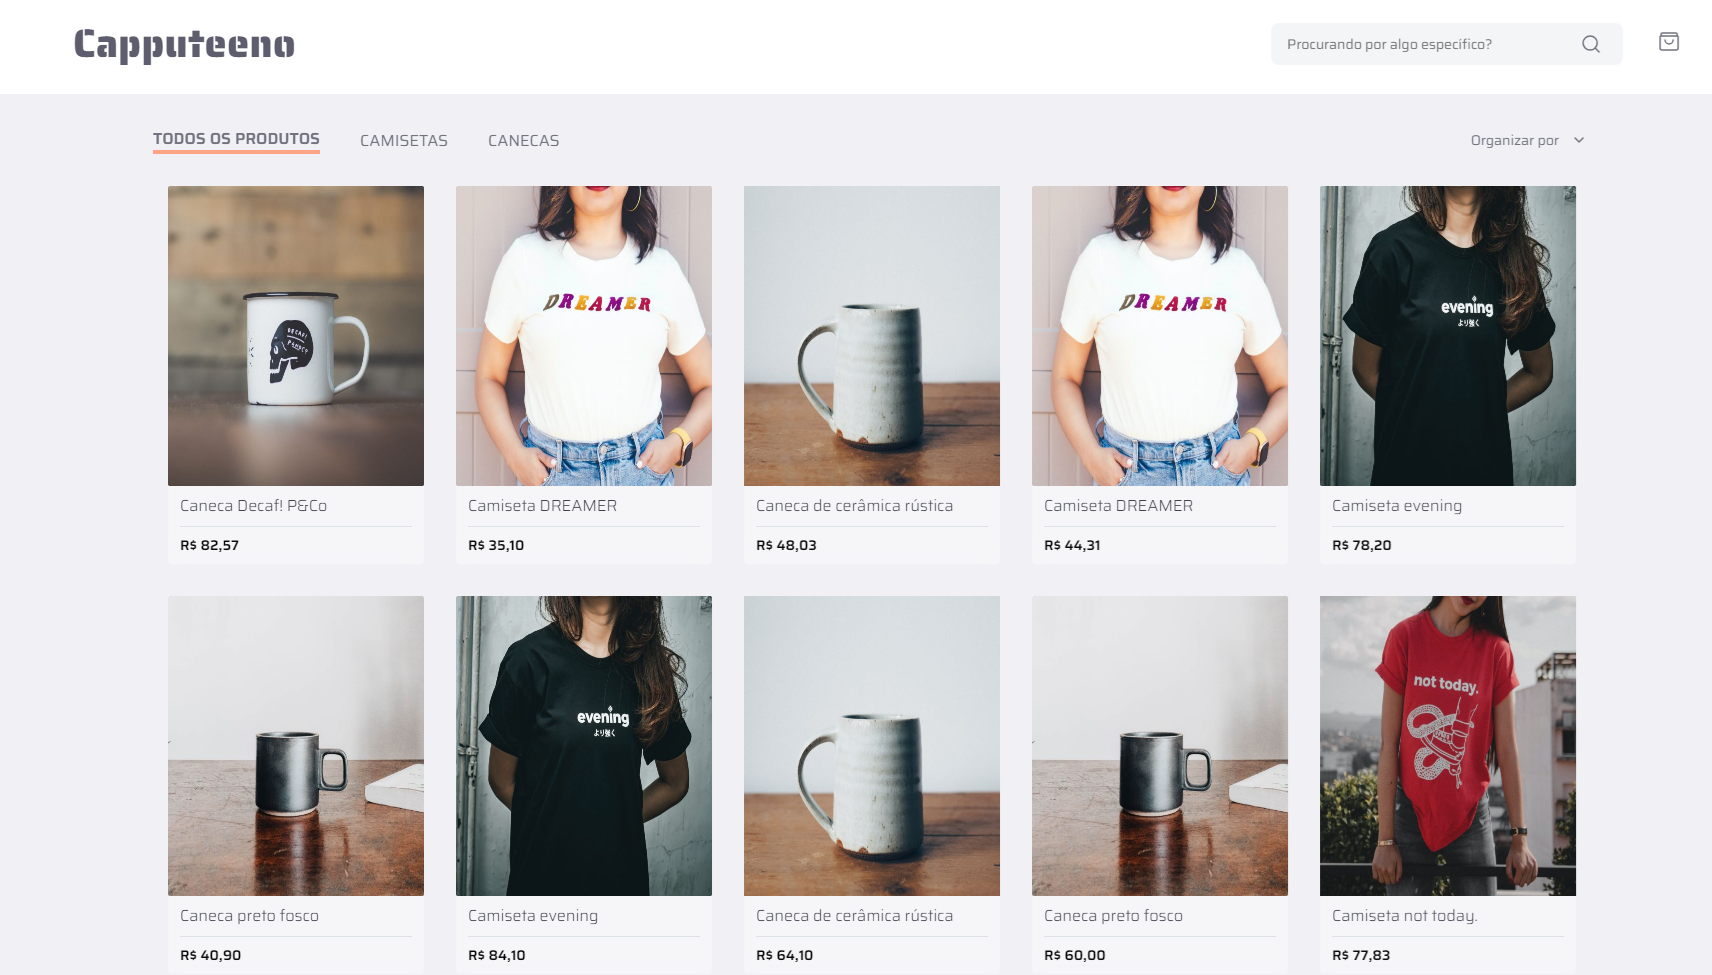 Capputeeno
Procurando por algo específico?
TODOS OS PRODUTOS
CAMISETAS
CANECAS
Organizar por
DECAF!
DREAMER
DREAMER
evening
より強く
Caneca Decaf! P&Co
Camiseta DREAMER
Caneca de cerâmica rústica
Camiseta DREAMER
Camiseta evening
R$ 82,57
R$ 35,10
R$ 48,03
R$ 44,31
R$ 78,20
evening
より強く
not today.
Caneca preto fosco
Camiseta evening
Caneca de cerâmica rústica
Caneca preto fosco
Camiseta not today.
R$ 40,90
R$ 84,10
R$ 64,10
R$ 60,00
R$ 77,83